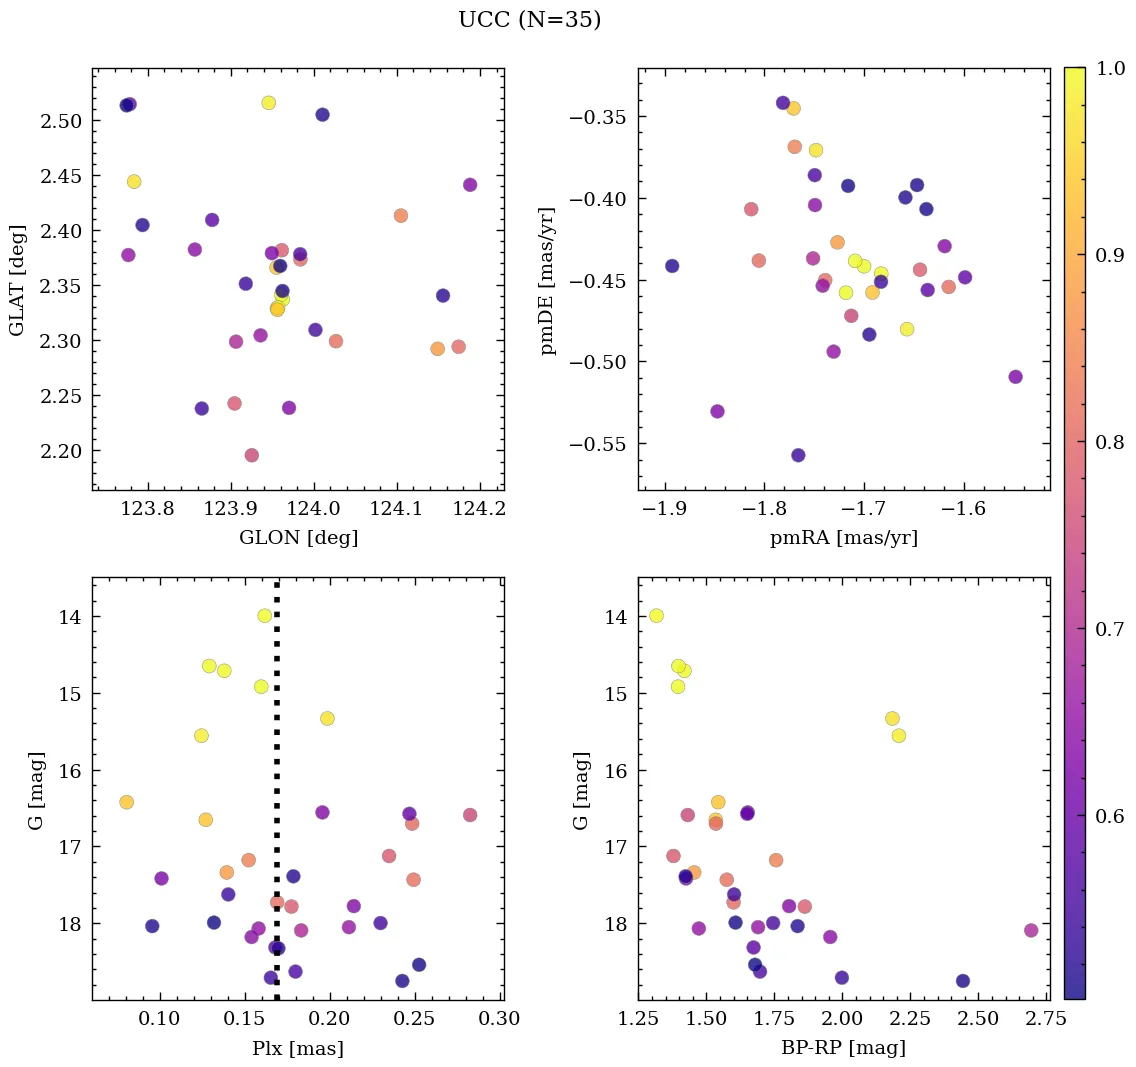 UCC (N=35)
2.50
2.45
2.40
2.35
2.30
2.25
2.20
GLAT [deg]
123.8 123.9 124.0 124.1 124.2
GLON [deg]
−0.35
−0.40
−0.45
−0.50
−0.55
pmDE [mas/yr]
−1.9 −1.8 −1.7 −1.6
pmRA [mas/yr]
1.0
0.9
0.8
0.7
0.6
14
15
16
17
18
G [mag]
0.10 0.15 0.20 0.25 0.30
Plx [mas]
14
15
16
17
18
G [mag]
1.25 1.50 1.75 2.00 2.25 2.50 2.75
BP-RP [mag]